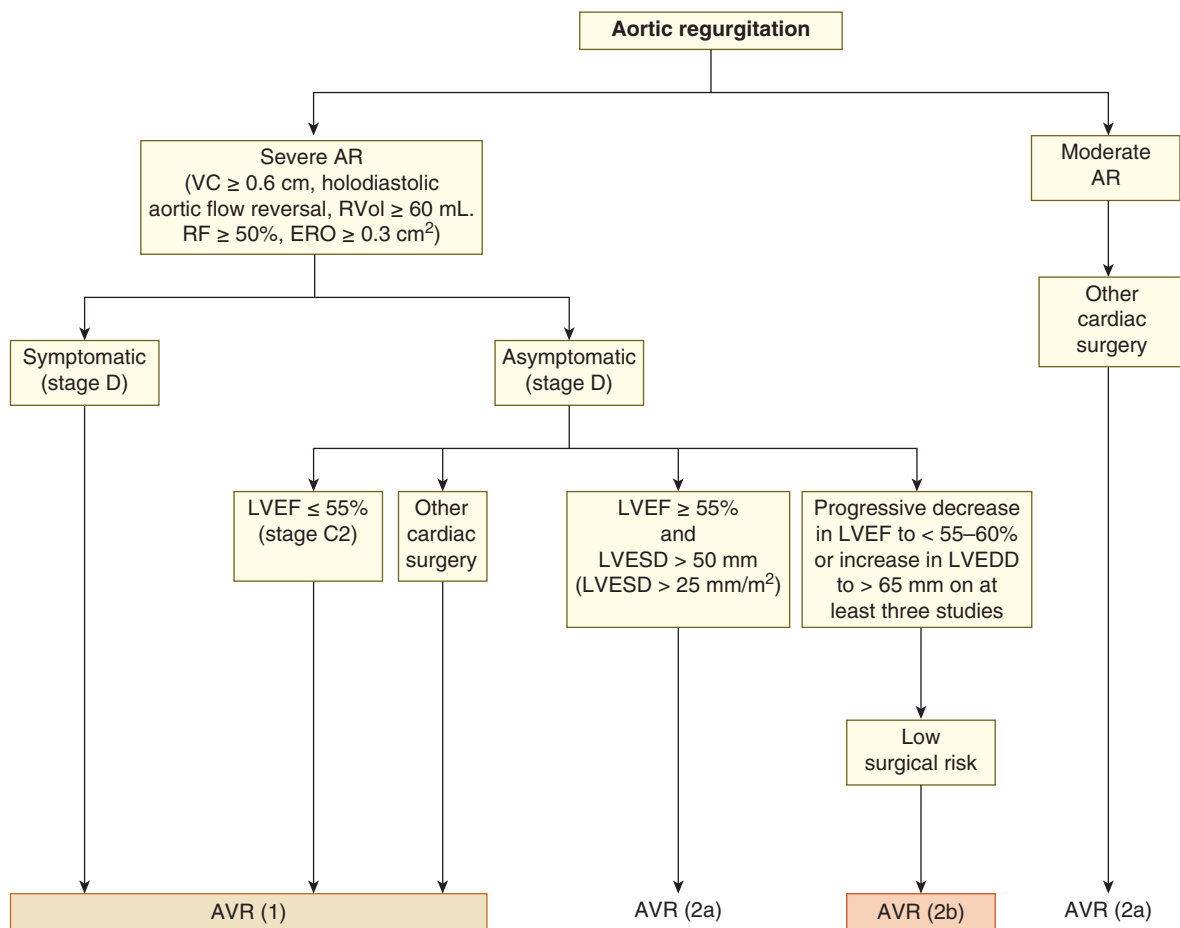 Aortic regurgitation
Severe AR
(VC ≥ 0.6 cm, holodiastolic
aortic flow reversal, RVol ≥ 60 mL.
RF ≥ 50%, ERO ≥ 0.3 cm²)
Moderate
AR
Other
cardiac
surgery
Symptomatic
(stage D)
Asymptomatic
(stage D)
LVEF ≤ 55%
(stage C2)
Other
cardiac
surgery
LVEF ≥ 55%
and
LVESD > 50 mm
(LVESD > 25 mm/m²)
Progressive decrease
in LVEF to < 55–60%
or increase in LVEDD
to > 65 mm on at
least three studies
Low
surgical risk
AVR (1)
AVR (2a)
AVR (2b)
AVR (2a)